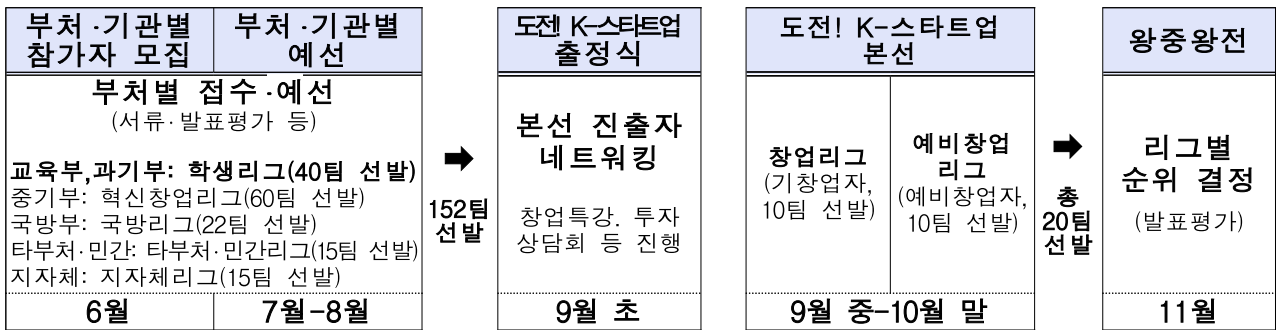 부처·기관별
참가자 모집
부처·기관별
예선
부처별 접수·예선
(서류·발표평가 등)
교육부,과기부: 학생리그(40팀 선발)
중기부: 혁신창업리그(60팀 선발)
국방부: 국방리그(22팀 선발)
타부처·민간: 타부처·민간리그(15팀 선발)
지자체: 지자체리그(15팀 선발)
6월
7월-8월
➡
152팀
선발
도전! K-스타트업
출정식
본선 진출자
네트워킹
창업특강. 투자
상담회 등 진행
9월 초
도전! K-스타트업
본선
창업리그
(기창업자,
10팀 선발)
예비창업
리그
(예비창업자,
10팀 선발)
9월 중-10월 말
➡
총
20팀
선발
왕중왕전
리그별
순위 결정
(발표평가)
11월